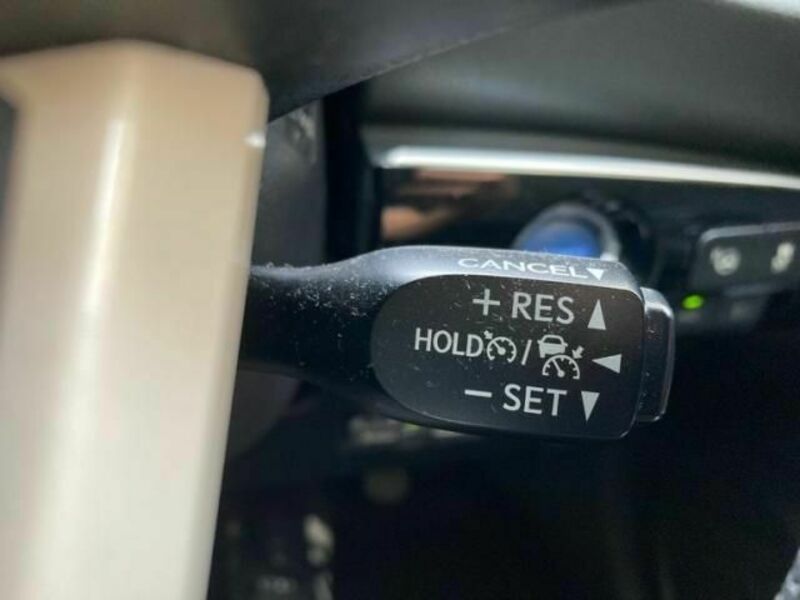 CANCEL▼
+ RES ▲
HOLD / ◀
− SET ▼